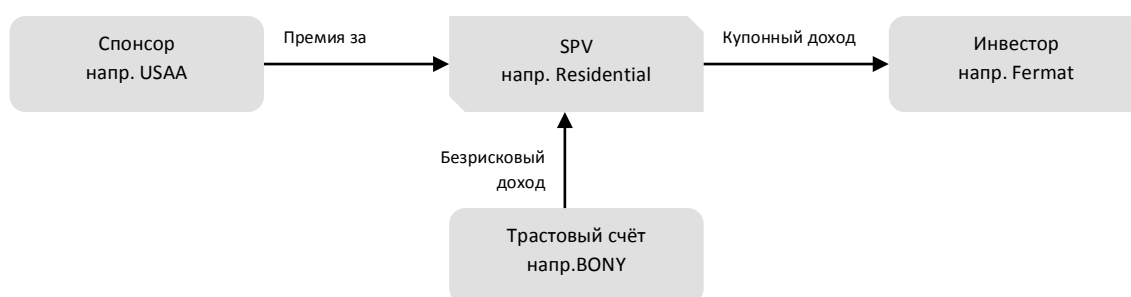 Спонсор
напр. USAA
Премия за
SPV
напр. Residential
Купонный доход
Инвестор
напр. Fermat
Безрисковый
доход
Трастовый счёт
напр.BONY